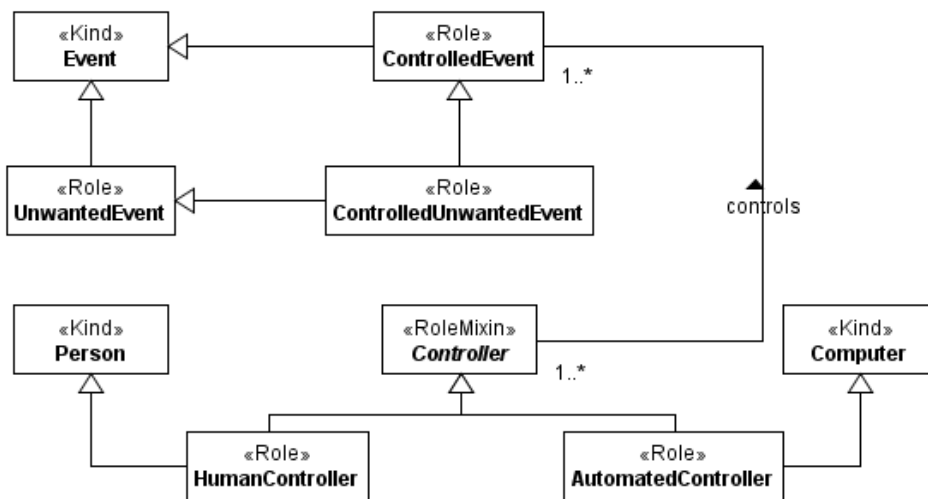 «Kind»
Event
«Role»
ControlledEvent
1..*
«Role»
UnwantedEvent
«Role»
ControlledUnwantedEvent
controls
«Kind»
Person
«RoleMixin»
Controller
1..*
«Kind»
Computer
«Role»
HumanController
«Role»
AutomatedController